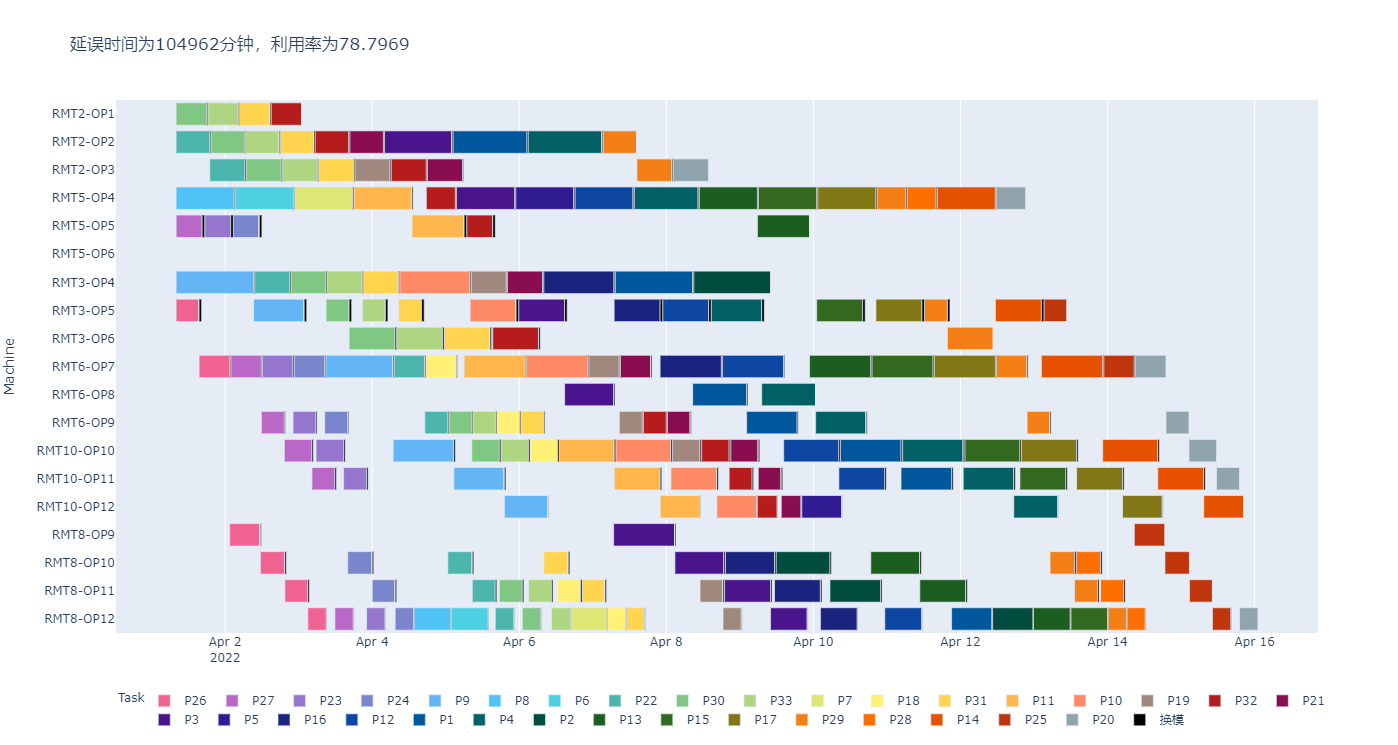 延误时间为104962分钟，利用率为78.7969
Machine
RMT2-OP1
RMT2-OP2
RMT2-OP3
RMT5-OP4
RMT5-OP5
RMT5-OP6
RMT3-OP4
RMT3-OP5
RMT3-OP6
RMT6-OP7
RMT6-OP8
RMT6-OP9
RMT10-OP10
RMT10-OP11
RMT10-OP12
RMT8-OP9
RMT8-OP10
RMT8-OP11
RMT8-OP12
Apr 2 Apr 4 Apr 6 Apr 8 Apr 10 Apr 12 Apr 14 Apr 16
2022
Task P26 P27 P23 P24 P9 P8 P6 P22 P30 P33 P7 P18 P31 P11 P10 P19 P32 P21
P3 P5 P16 P12 P1 P4 P2 P13 P15 P17 P29 P28 P14 P25 P20 换模